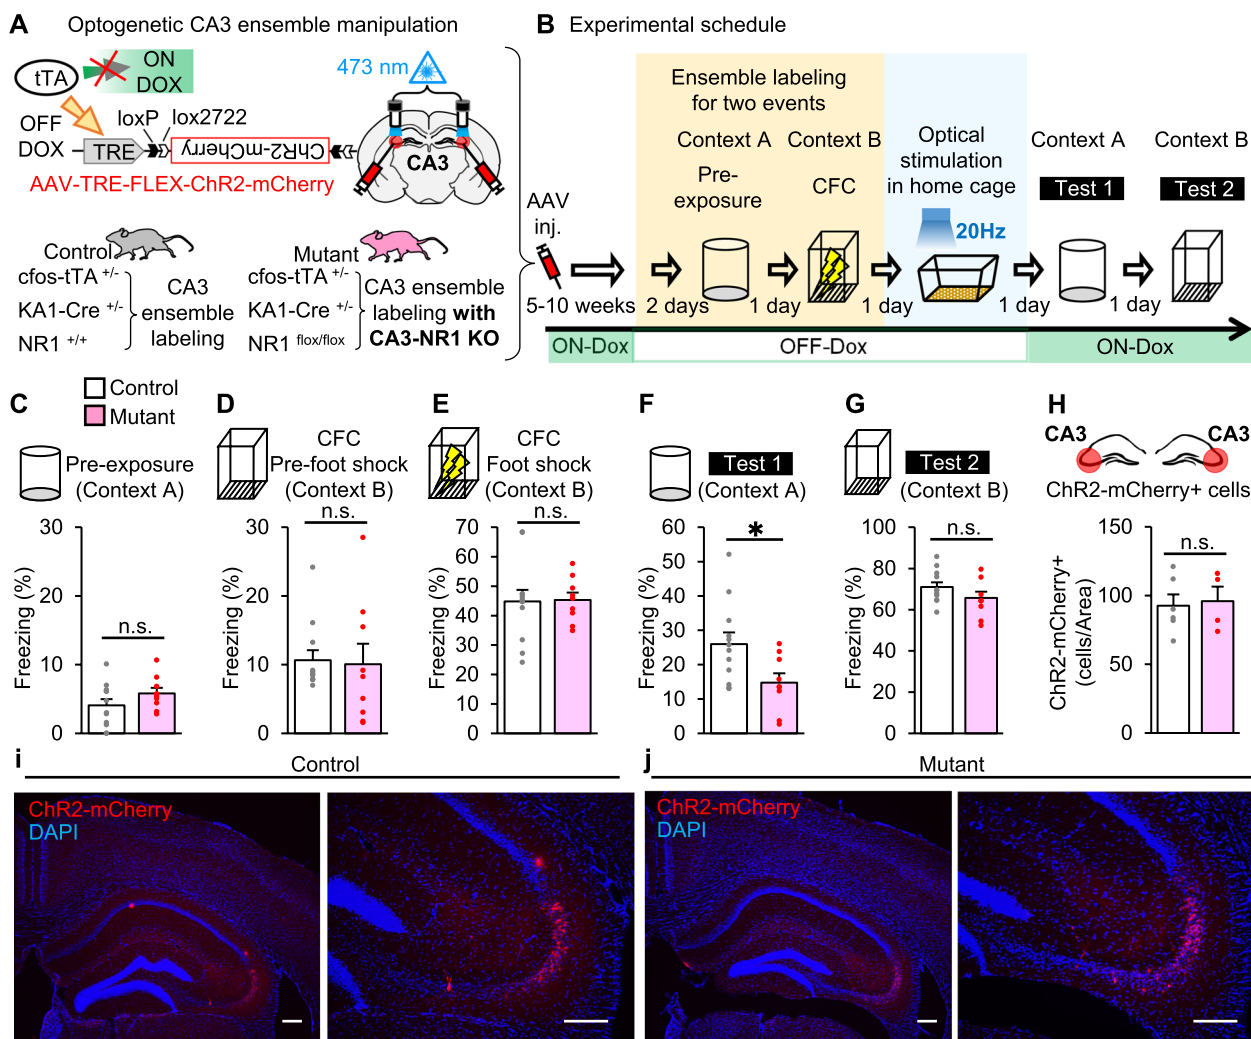 A Optogenetic CA3 ensemble manipulation
tTA
ON
DOX
473 nm
OFF
DOX
loxP
lox2722
TRE
ChR2-mCherry
CA3
AAV-TRE-FLEX-ChR2-mCherry
Control
cfos-tTA +/-
KA1-Cre +/-
NR1 +/+
CA3
ensemble
labeling
Mutant
cfos-tTA +/-
KA1-Cre +/-
NR1 flox/flox
CA3 ensemble
labeling with
CA3-NR1 KO
B Experimental schedule
Ensemble labeling
for two events
Context A
Pre-
exposure
Context B
CFC
Optical
stimulation
in home cage
20Hz
Context A
Test 1
Context B
Test 2
AAV
inj.
5-10 weeks
2 days
1 day
1 day
1 day
1 day
ON-Dox
OFF-Dox
ON-Dox
Control
Mutant
C
Pre-exposure
(Context A)
Freezing (%)
30
20
10
0
n.s.
D
CFC
Pre-foot shock
(Context B)
Freezing (%)
30
20
10
0
n.s.
E
CFC
Foot shock
(Context B)
Freezing (%)
70
60
50
40
30
20
10
0
n.s.
F
Test 1
(Context A)
Freezing (%)
60
50
40
30
20
10
0
*
G
Test 2
(Context B)
Freezing (%)
100
80
60
40
20
0
n.s.
H
CA3
CA3
ChR2-mCherry+ cells
ChR2-mCherry+
(cells/Area)
150
100
50
0
n.s.
i
Control
ChR2-mCherry
DAPI
j
Mutant
ChR2-mCherry
DAPI